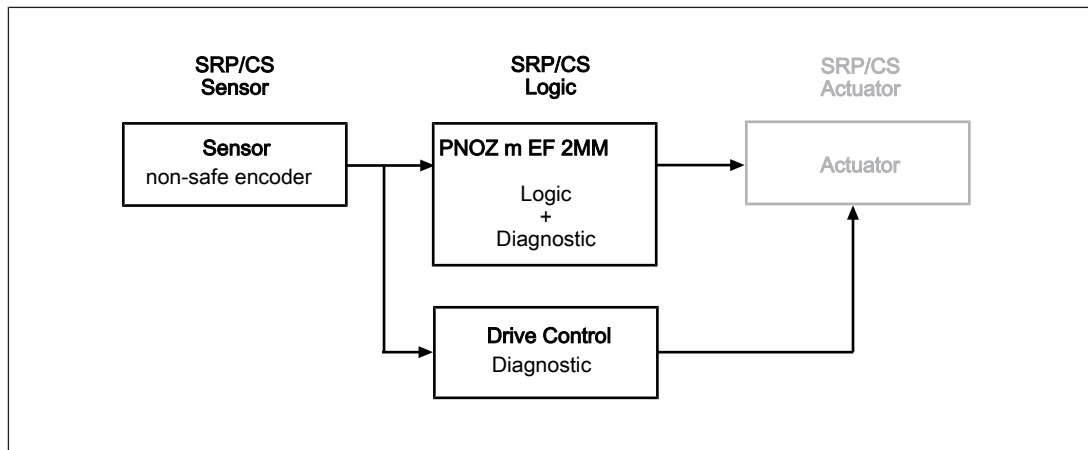 SRP/CS
Sensor
SRP/CS
Logic
SRP/CS
Actuator
Sensor
non-safe encoder
PNOZ m EF 2MM
Logic
+
Diagnostic
Actuator
Drive Control
Diagnostic